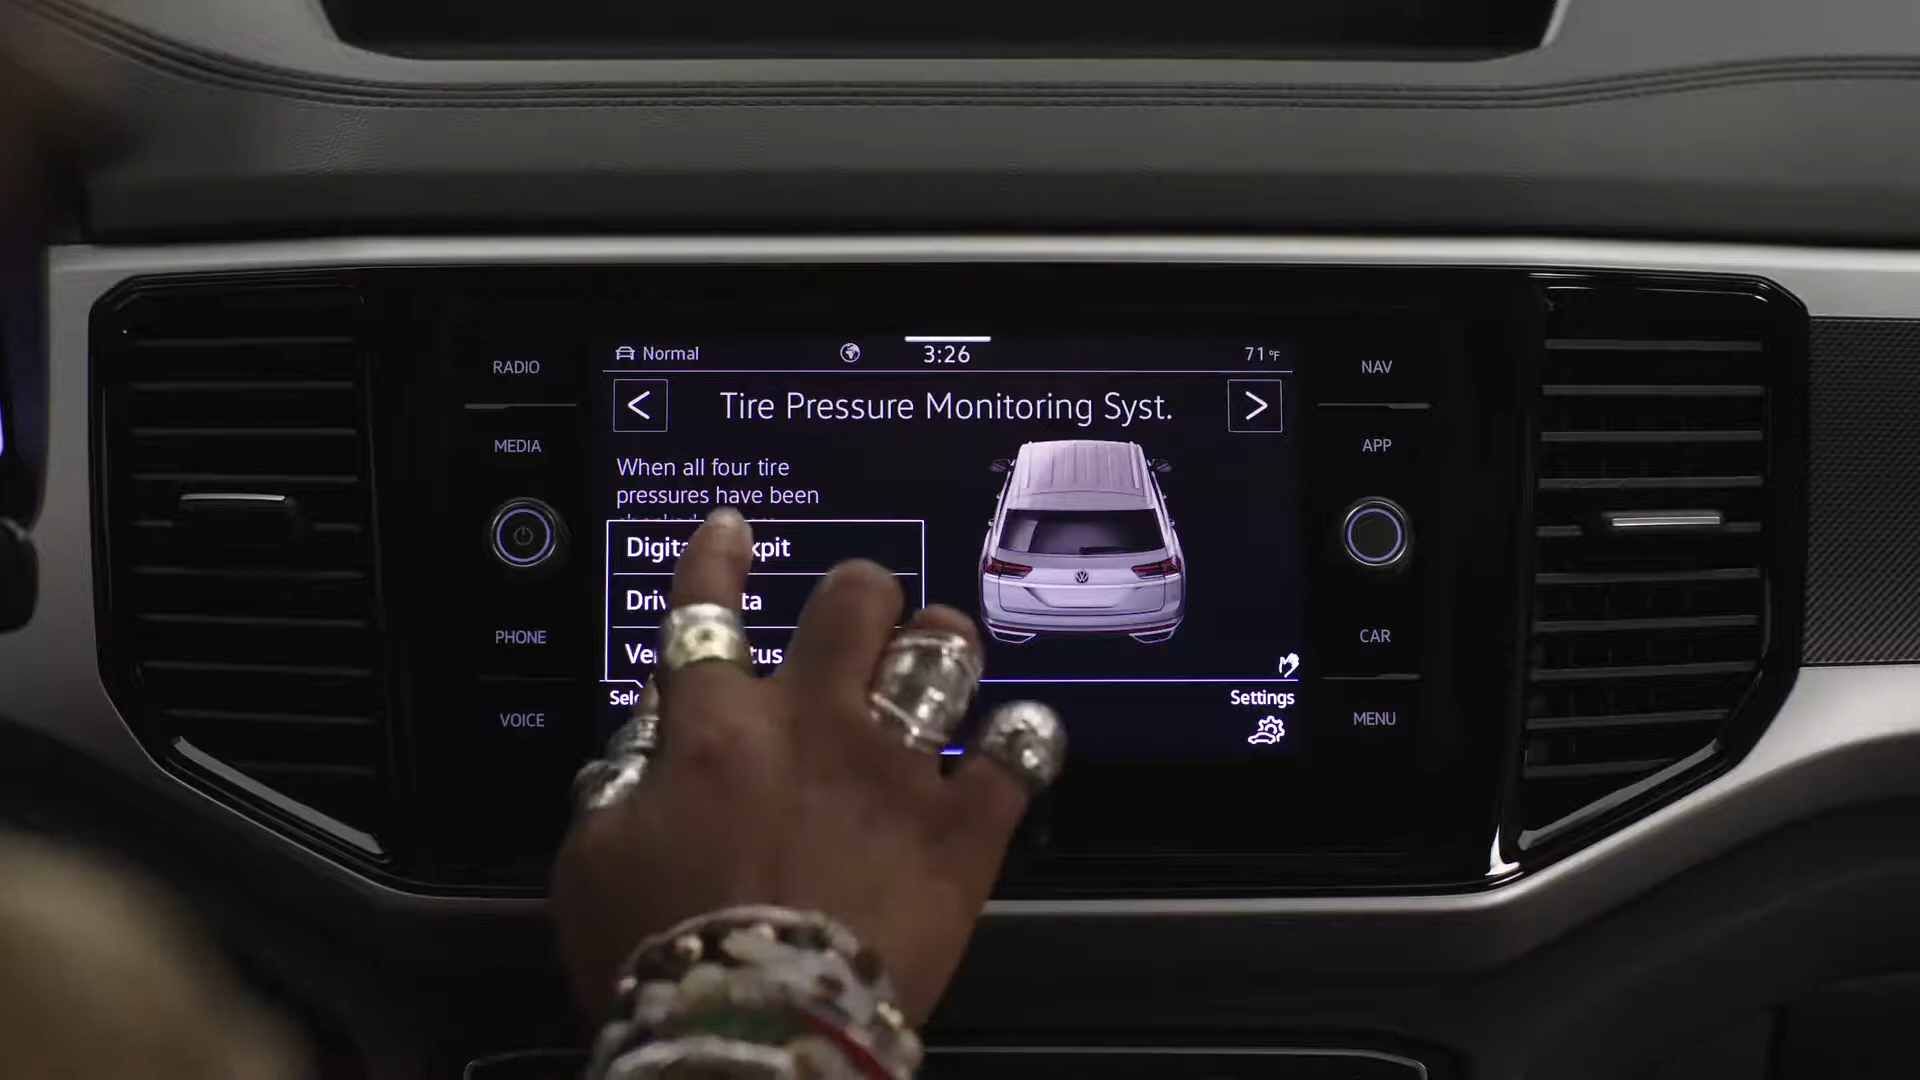 Normal 3:26 71°F
RADIO
NAV
< Tire Pressure Monitoring Syst. >
MEDIA
APP
When all four tire
pressures have been
PHONE
CAR
Settings
VOICE
MENU